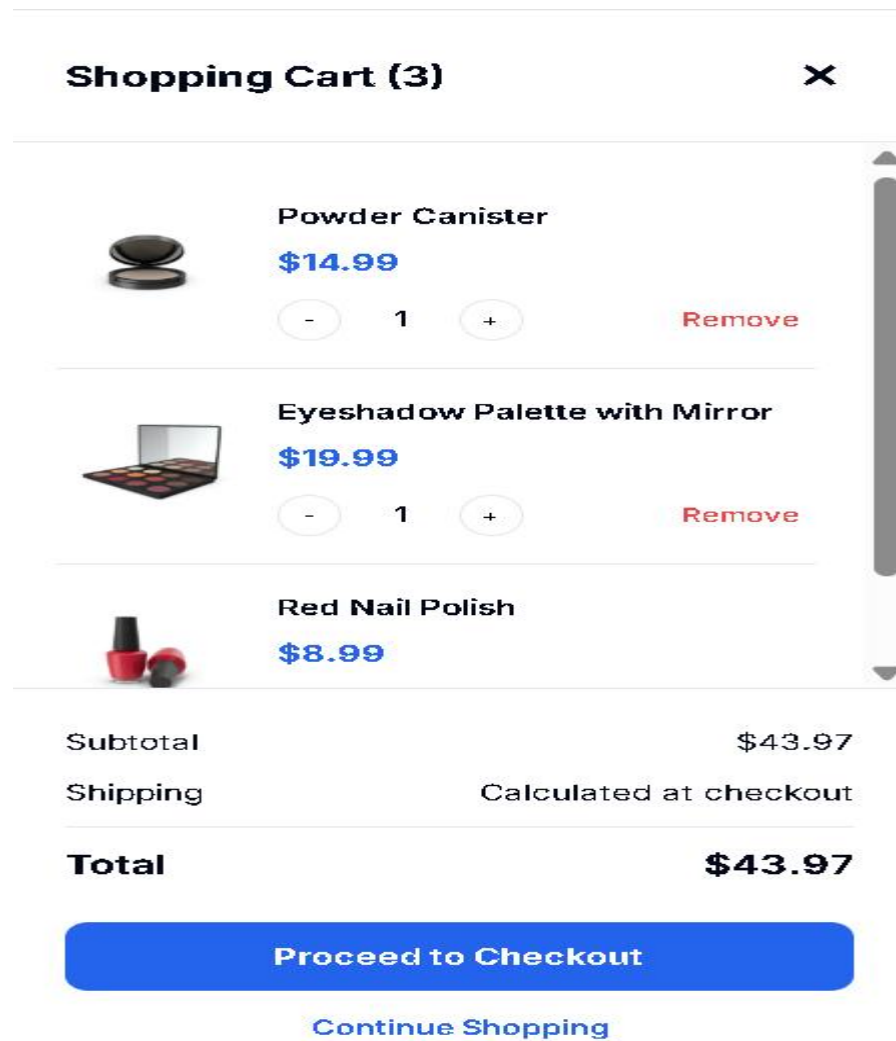 Shopping Cart (3) ✕
Powder Canister
$14.99
- 1 + Remove
Eyeshadow Palette with Mirror
$19.99
- 1 + Remove
Red Nail Polish
$8.99
Subtotal $43.97
Shipping Calculated at checkout
Total $43.97
Proceed to Checkout
Continue Shopping